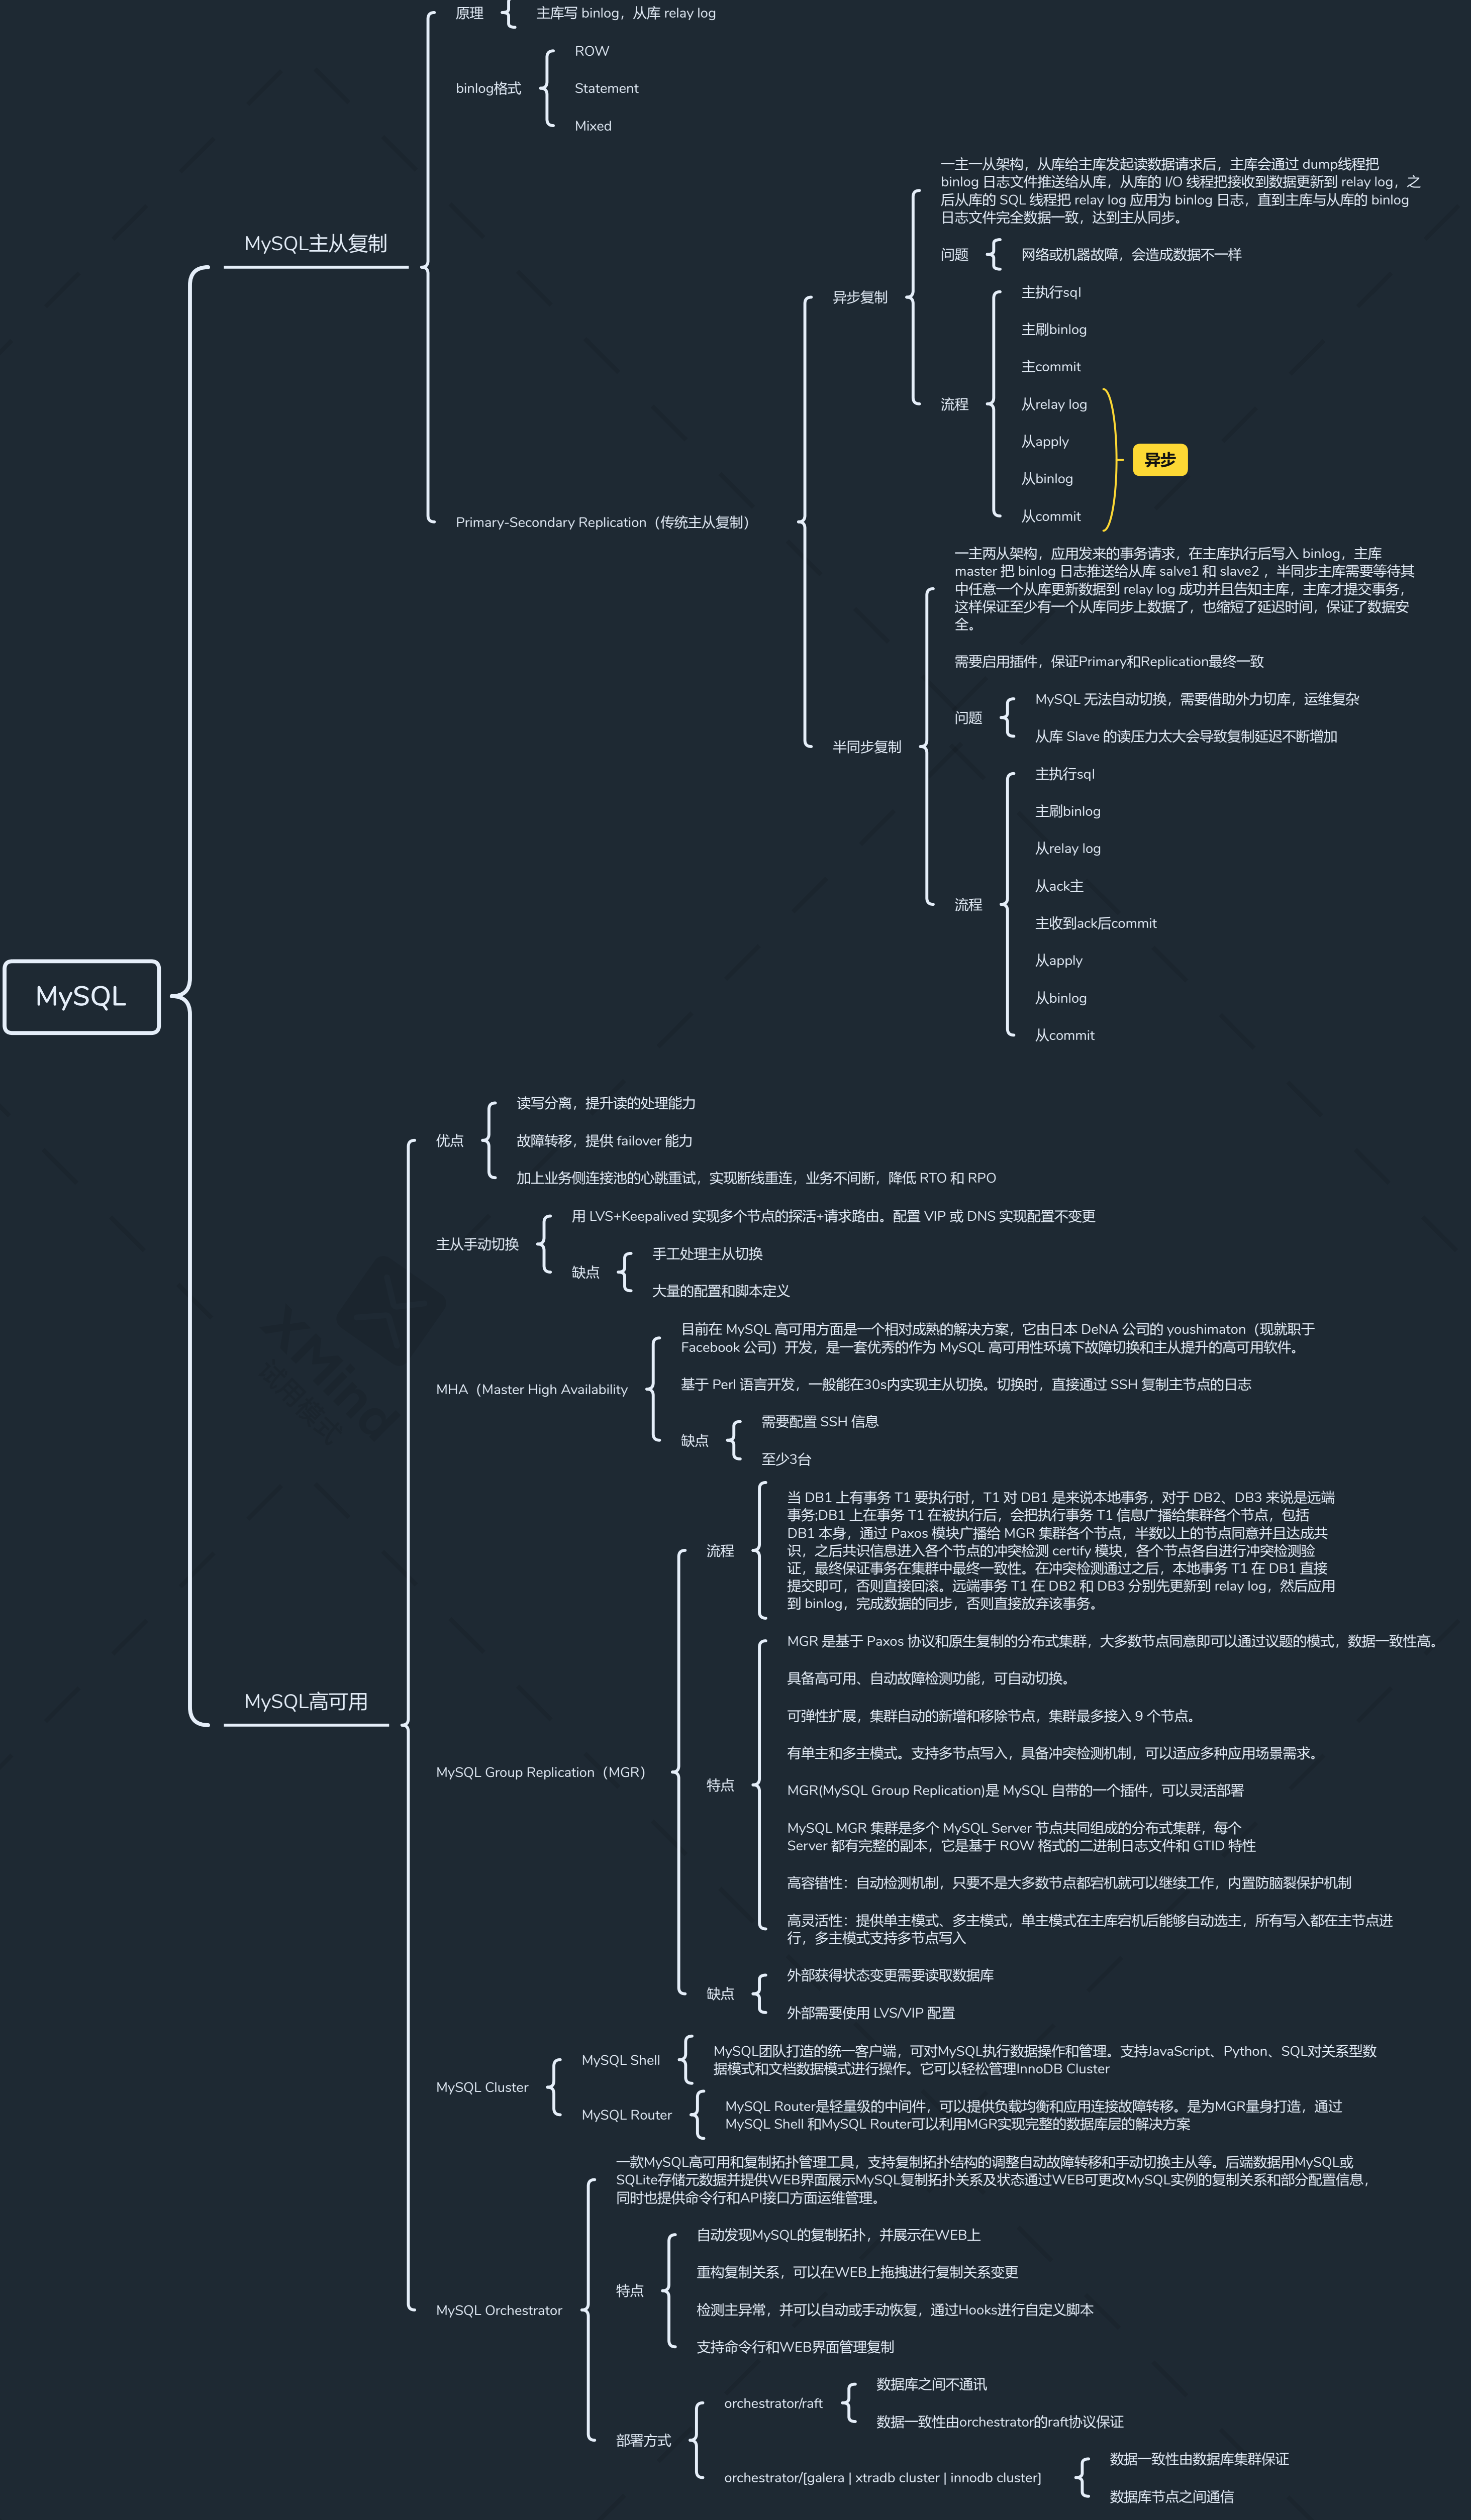 原理
主库写 binlog，从库 relay log
binlog格式
ROW
Statement
Mixed
MySQL主从复制
Primary-Secondary Replication（传统主从复制）
异步复制
一主一从架构，从库给主库发起读数据请求后，主库会通过 dump线程把
binlog 日志文件推送给从库，从库的 I/O 线程把接收到数据更新到 relay log，之
后从库的 SQL 线程把 relay log 应用为 binlog 日志，直到主库与从库的 binlog
日志文件完全数据一致，达到主从同步。
问题
网络或机器故障，会造成数据不一样
流程
主执行sql
主刷binlog
主commit
从relay log
从apply
从binlog
从commit
异步
半同步复制
一主两从架构，应用发来的事务请求，在主库执行后写入 binlog，主库
master 把 binlog 日志推送给从库 salve1 和 slave2 ，半同步主库需要等待其
中任意一个从库更新数据到 relay log 成功并且告知主库，主库才提交事务，
这样保证至少有一个从库同步上数据了，也缩短了延迟时间，保证了数据安
全。
需要启用插件，保证Primary和Replication最终一致
问题
MySQL 无法自动切换，需要借助外力切库，运维复杂
从库 Slave 的读压力太大会导致复制延迟不断增加
流程
主执行sql
主刷binlog
从relay log
从ack主
主收到ack后commit
从apply
从binlog
从commit
MySQL
MySQL高可用
优点
读写分离，提升读的处理能力
故障转移，提供 failover 能力
加上业务侧连接池的心跳重试，实现断线重连，业务不间断，降低 RTO 和 RPO
主从手动切换
用 LVS+Keepalived 实现多个节点的探活+请求路由。配置 VIP 或 DNS 实现配置不变更
缺点
手工处理主从切换
大量的配置和脚本定义
MHA（Master High Availability
目前在 MySQL 高可用方面是一个相对成熟的解决方案，它由日本 DeNA 公司的 youshimaton（现就职于
Facebook 公司）开发，是一套优秀的作为 MySQL 高可用性环境下故障切换和主从提升的高可用软件。
基于 Perl 语言开发，一般能在30s内实现主从切换。切换时，直接通过 SSH 复制主节点的日志
缺点
需要配置 SSH 信息
至少3台
XMind
试用模式
MySQL Group Replication（MGR）
流程
当 DB1 上有事务 T1 要执行时，T1 对 DB1 是来说本地事务，对于 DB2、DB3 来说是远端
事务;DB1 上在事务 T1 在被执行后，会把执行事务 T1 信息广播给集群各个节点，包括
DB1 本身，通过 Paxos 模块广播给 MGR 集群各个节点，半数以上的节点同意并且达成共
识，之后共识信息进入各个节点的冲突检测 certify 模块，各个节点各自进行冲突检测验
证，最终保证事务在集群中最终一致性。在冲突检测通过之后，本地事务 T1 在 DB1 直接
提交即可，否则直接回滚。远端事务 T1 在 DB2 和 DB3 分别先更新到 relay log，然后应用
到 binlog，完成数据的同步，否则直接放弃该事务。
特点
MGR 是基于 Paxos 协议和原生复制的分布式集群，大多数节点同意即可以通过议题的模式，数据一致性高。
具备高可用、自动故障检测功能，可自动切换。
可弹性扩展，集群自动的新增和移除节点，集群最多接入 9 个节点。
有单主和多主模式。支持多节点写入，具备冲突检测机制，可以适应多种应用场景需求。
MGR(MySQL Group Replication)是 MySQL 自带的一个插件，可以灵活部署
MySQL MGR 集群是多个 MySQL Server 节点共同组成的分布式集群，每个
Server 都有完整的副本，它是基于 ROW 格式的二进制日志文件和 GTID 特性
高容错性：自动检测机制，只要不是大多数节点都宕机就可以继续工作，内置防脑裂保护机制
高灵活性：提供单主模式、多主模式，单主模式在主库宕机后能够自动选主，所有写入都在主节点进
行，多主模式支持多节点写入
缺点
外部获得状态变更需要读取数据库
外部需要使用 LVS/VIP 配置
MySQL Cluster
MySQL Shell
MySQL团队打造的统一客户端，可对MySQL执行数据操作和管理。支持JavaScript、Python、SQL对关系型数
据模式和文档数据模式进行操作。它可以轻松管理InnoDB Cluster
MySQL Router
MySQL Router是轻量级的中间件，可以提供负载均衡和应用连接故障转移。是为MGR量身打造，通过
MySQL Shell 和MySQL Router可以利用MGR实现完整的数据库层的解决方案
MySQL Orchestrator
一款MySQL高可用和复制拓扑管理工具，支持复制拓扑结构的调整自动故障转移和手动切换主从等。后端数据用MySQL或
SQLite存储元数据并提供WEB界面展示MySQL复制拓扑关系及状态通过WEB可更改MySQL实例的复制关系和部分配置信息，
同时也提供命令行和API接口方面运维管理。
特点
自动发现MySQL的复制拓扑，并展示在WEB上
重构复制关系，可以在WEB上拖拽进行复制关系变更
检测主异常，并可以自动或手动恢复，通过Hooks进行自定义脚本
支持命令行和WEB界面管理复制
部署方式
orchestrator/raft
数据库之间不通讯
数据一致性由orchestrator的raft协议保证
orchestrator/[galera | xtradb cluster | innodb cluster]
数据一致性由数据库集群保证
数据库节点之间通信